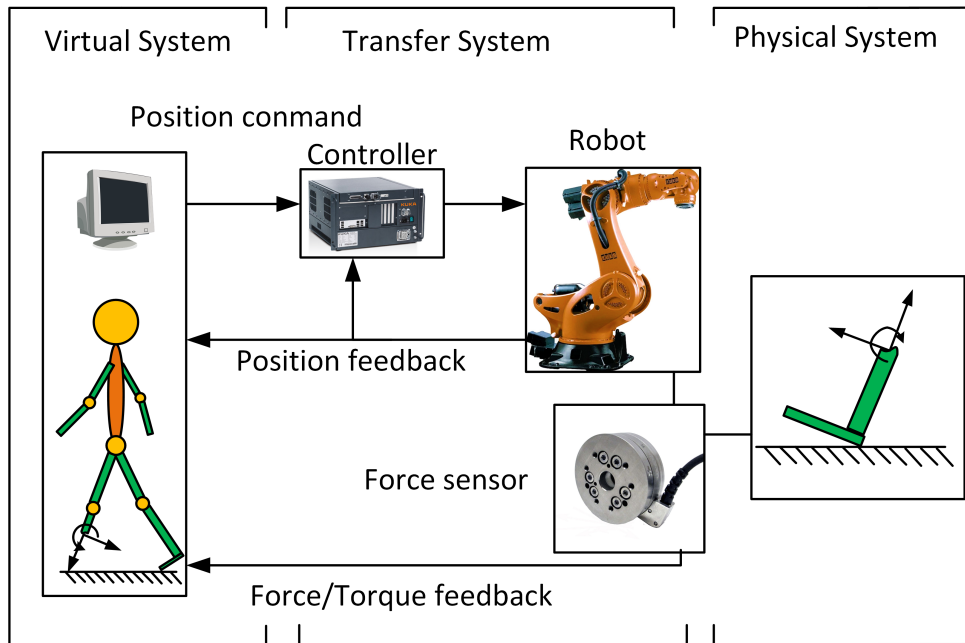 Virtual System
Transfer System
Physical System
Position conmand
Controller
Robot
Position feedback
Force sensor
Force/Torque feedback